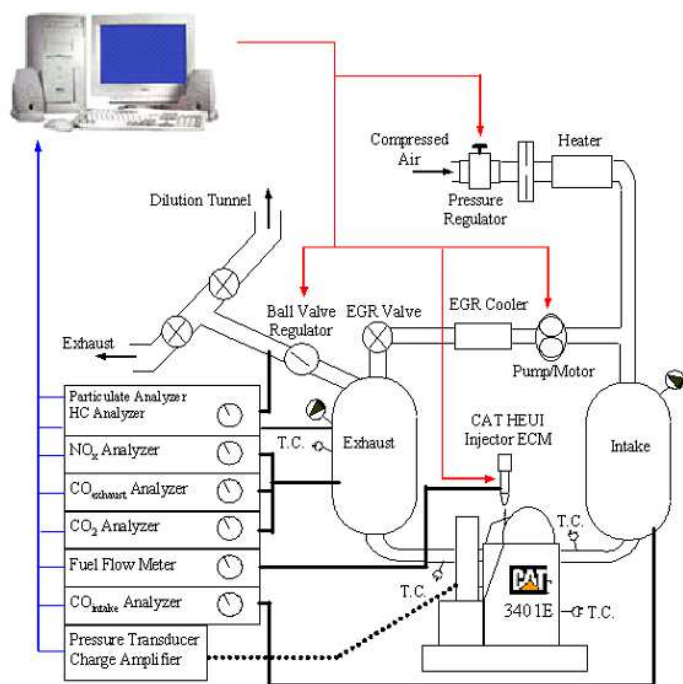 Compressed
Air
Heater
Pressure
Regulator
Dilution Tunnel
Ball Valve
Regulator
EGR Valve
EGR Cooler
Exhaust
Pump/Motor
Particulate Analyzer
HC Analyzer
NOx Analyzer
COexhaust Analyzer
CO2 Analyzer
Fuel Flow Meter
COintake Analyzer
Pressure Transducer
Charge Amplifier
T.C.
Exhaust
CAT HEUI
Injector ECM
Intake
T.C.
T.C.
CAT
3401E
T.C.